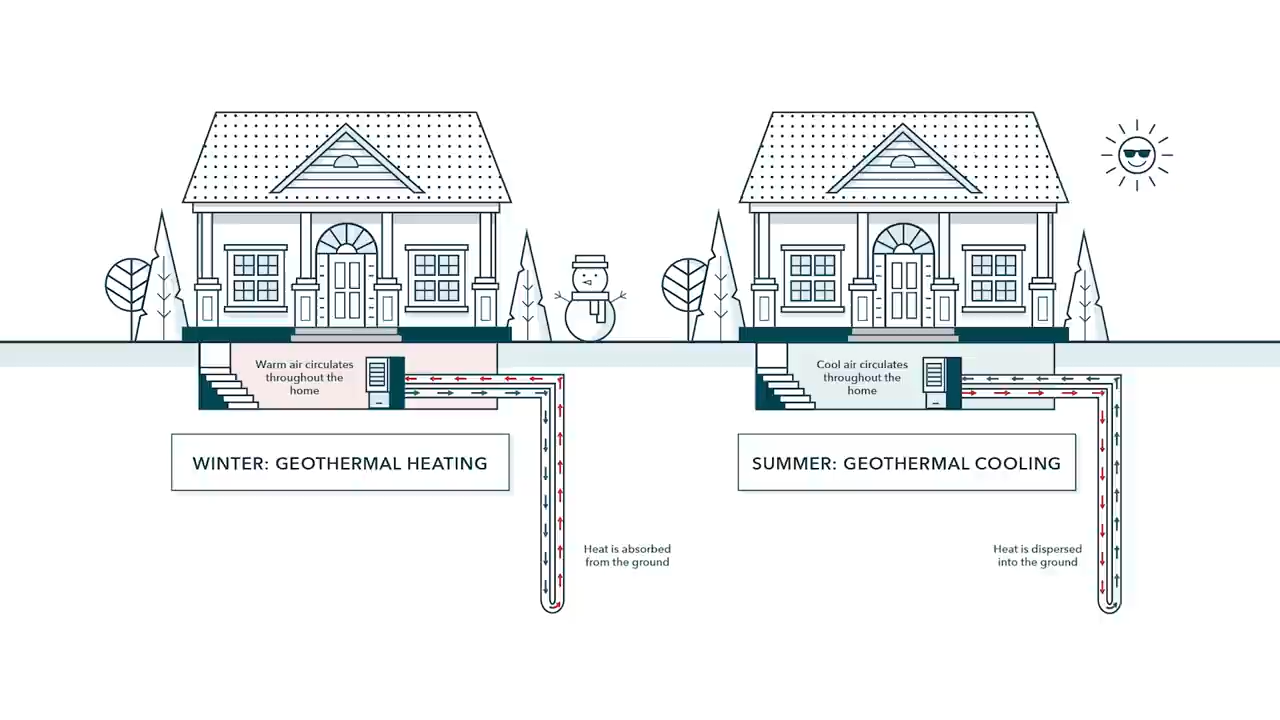 Warm air circulates
throughout the
home
WINTER: GEOTHERMAL HEATING
Heat is absorbed
from the ground
Cool air circulates
throughout the
home
SUMMER: GEOTHERMAL COOLING
Heat is dispersed
into the ground